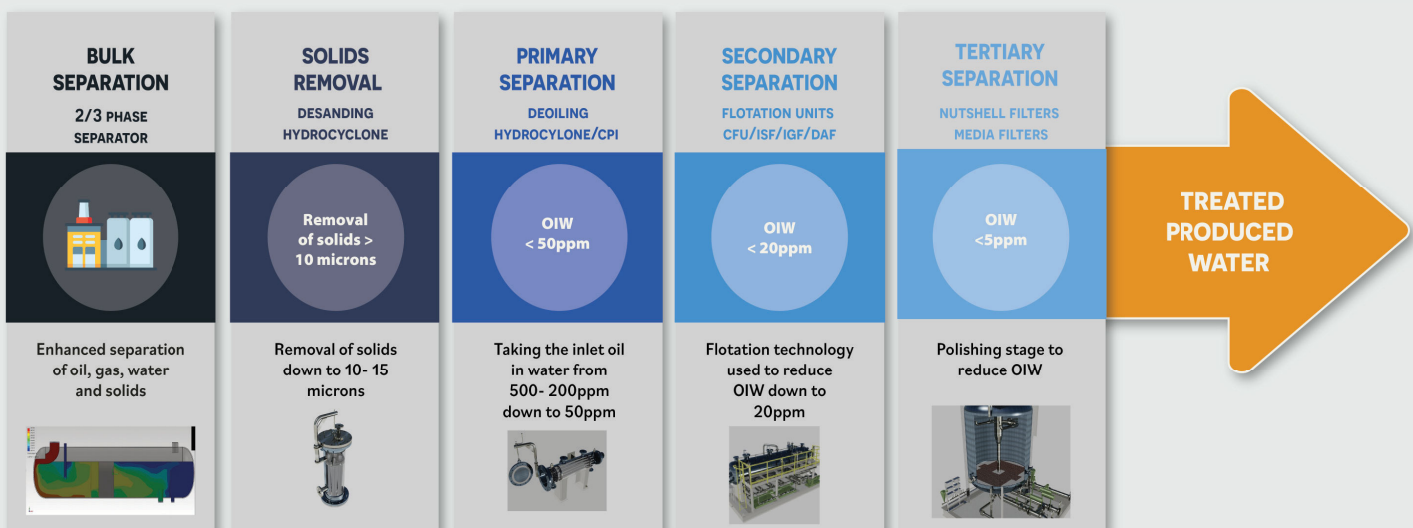 BULK
SEPARATION
2/3 PHASE
SEPARATOR
Enhanced separation
of oil, gas, water
and solids
SOLIDS
REMOVAL
DESANDING
HYDROCYCLONE
Removal
of solids >
10 microns
Removal of solids
down to 10- 15
microns
PRIMARY
SEPARATION
DEOILING
HYDROCYLONE/CPI
OIW
< 50ppm
Taking the inlet oil
in water from
500- 200ppm
down to 50ppm
SECONDARY
SEPARATION
FLOTATION UNITS
CFU/ISF/IGF/DAF
OIW
< 20ppm
Flotation technology
used to reduce
OIW down to
20ppm
TERTIARY
SEPARATION
NUTSHELL FILTERS
MEDIA FILTERS
OIW
<5ppm
Polishing stage to
reduce OIW
TREATED
PRODUCED
WATER